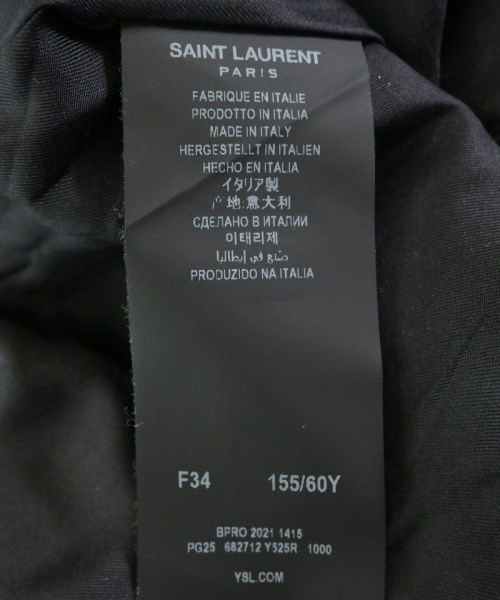 SAINT LAURENT
PARIS
FABRIQUE EN ITALIE
PRODOTTO IN ITALIA
MADE IN ITALY
HERGESTELLT IN ITALIEN
HECHO EN ITALIA
イタリア製
产地:意大利
СДЕЛАНО В ИТАЛИИ
이태리제
صنع في إيطاليا
PRODUZIDO NA ITALIA
F34 155/60Y
BPRO 2021 1415
PG25 682712 Y525R 1000
YSL.COM